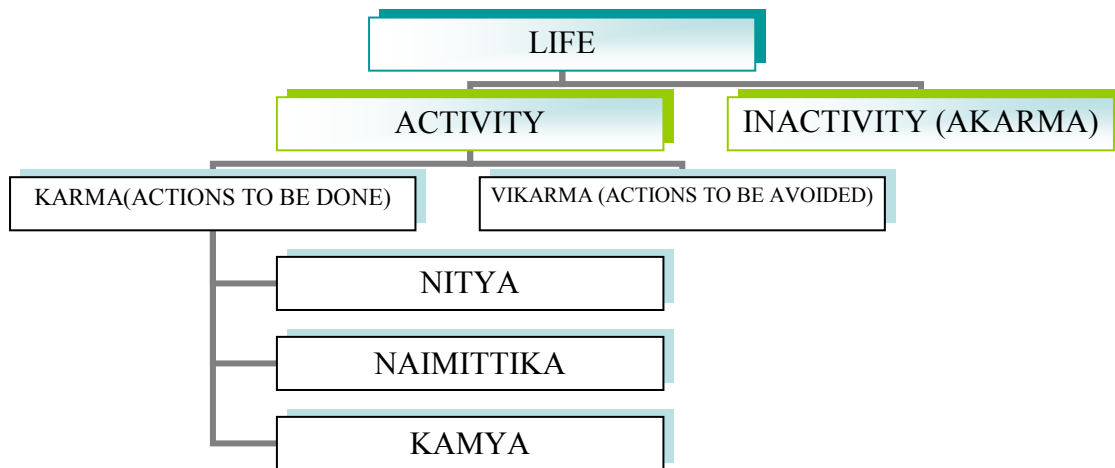 LIFE
ACTIVITY
INACTIVITY (AKARMA)
KARMA(ACTIONS TO BE DONE)
VIKARMA (ACTIONS TO BE AVOIDED)
NITYA
NAIMITTIKA
KAMYA